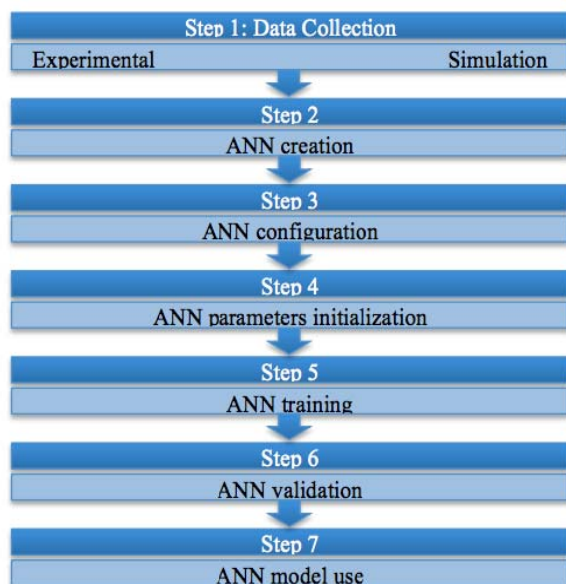 Step 1: Data Collection
Experimental Simulation
Step 2
ANN creation
Step 3
ANN configuration
Step 4
ANN parameters initialization
Step 5
ANN training
Step 6
ANN validation
Step 7
ANN model use